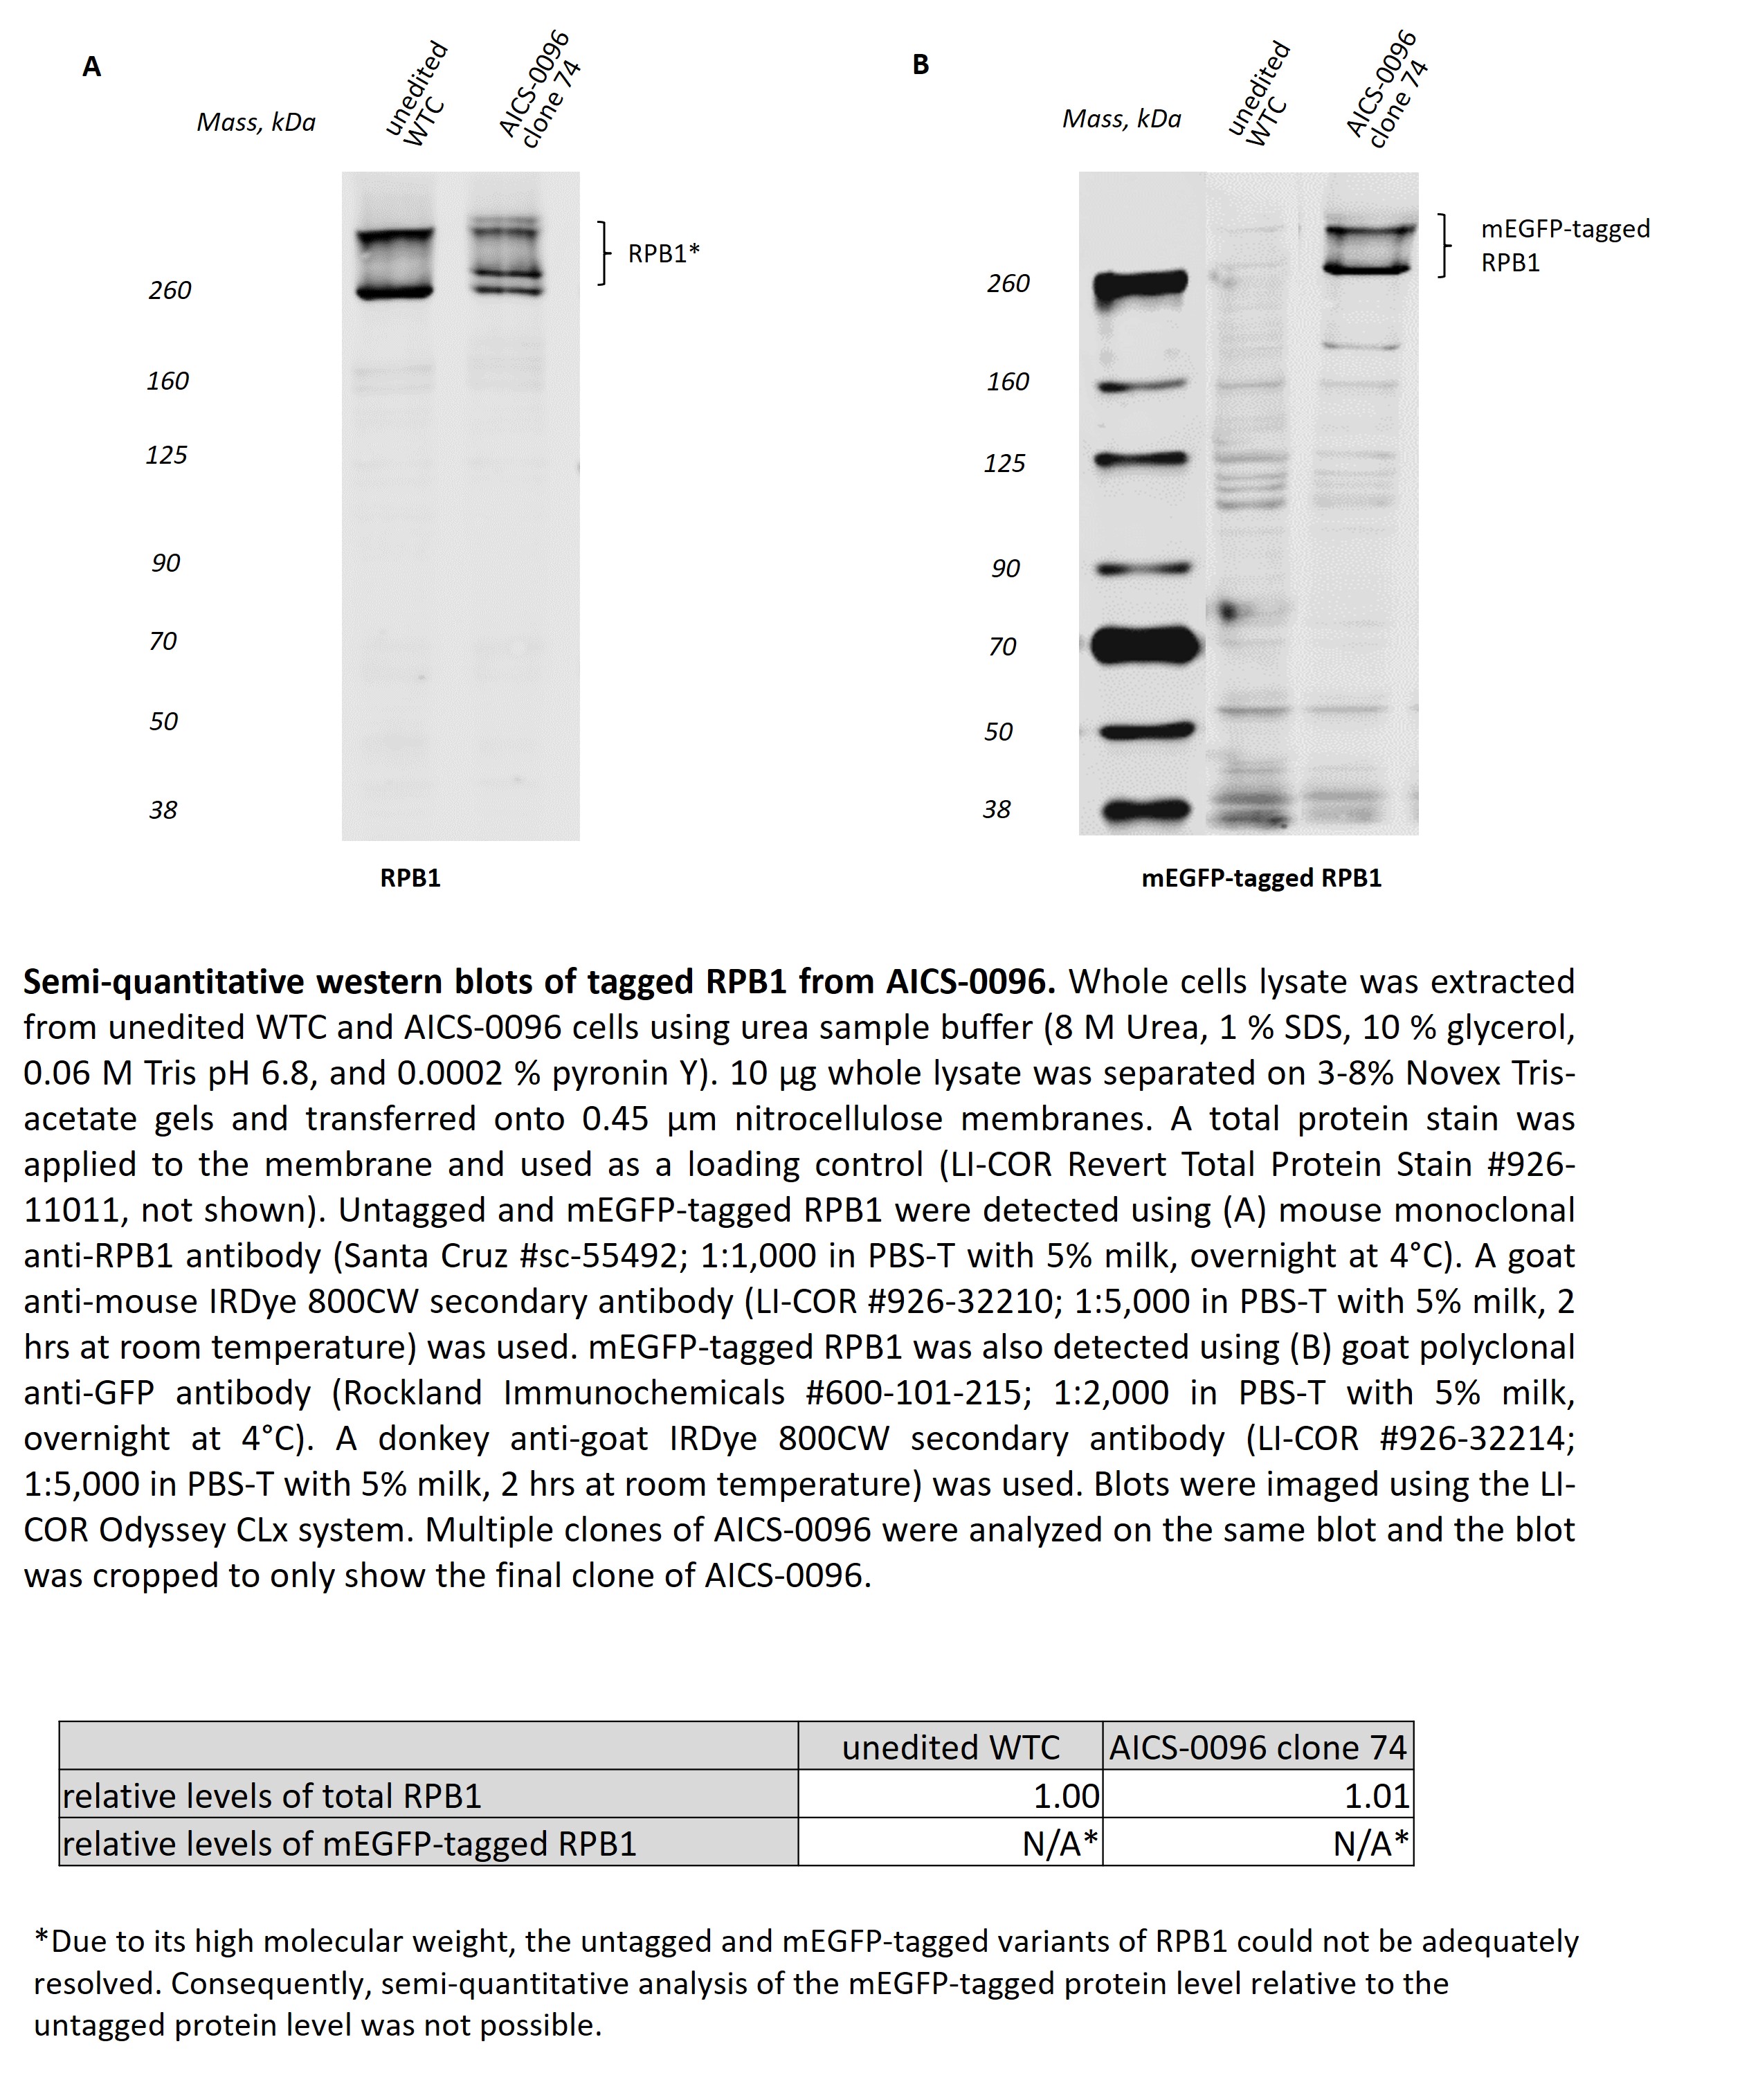 A
Mass, kDa
unedited
WTC
AICS-0096
clone 74
260
160
125
90
70
50
38
RPB1*
RPB1
B
Mass, kDa
unedited
WTC
AICS-0096
clone 74
260
160
125
90
70
50
38
mEGFP-tagged
RPB1
mEGFP-tagged RPB1
Semi-quantitative western blots of tagged RPB1 from AICS-0096. Whole cells lysate was extracted
from unedited WTC and AICS-0096 cells using urea sample buffer (8 M Urea, 1 % SDS, 10 % glycerol,
0.06 M Tris pH 6.8, and 0.0002 % pyronin Y). 10 µg whole lysate was separated on 3-8% Novex Tris-
acetate gels and transferred onto 0.45 µm nitrocellulose membranes. A total protein stain was
applied to the membrane and used as a loading control (LI-COR Revert Total Protein Stain #926-
11011, not shown). Untagged and mEGFP-tagged RPB1 were detected using (A) mouse monoclonal
anti-RPB1 antibody (Santa Cruz #sc-55492; 1:1,000 in PBS-T with 5% milk, overnight at 4°C). A goat
anti-mouse IRDye 800CW secondary antibody (LI-COR #926-32210; 1:5,000 in PBS-T with 5% milk, 2
hrs at room temperature) was used. mEGFP-tagged RPB1 was also detected using (B) goat polyclonal
anti-GFP antibody (Rockland Immunochemicals #600-101-215; 1:2,000 in PBS-T with 5% milk,
overnight at 4°C). A donkey anti-goat IRDye 800CW secondary antibody (LI-COR #926-32214;
1:5,000 in PBS-T with 5% milk, 2 hrs at room temperature) was used. Blots were imaged using the LI-
COR Odyssey CLx system. Multiple clones of AICS-0096 were analyzed on the same blot and the blot
was cropped to only show the final clone of AICS-0096.
unedited WTC AICS-0096 clone 74
relative levels of total RPB1 1.00 1.01
relative levels of mEGFP-tagged RPB1 N/A* N/A*
*Due to its high molecular weight, the untagged and mEGFP-tagged variants of RPB1 could not be adequately
resolved. Consequently, semi-quantitative analysis of the mEGFP-tagged protein level relative to the
untagged protein level was not possible.